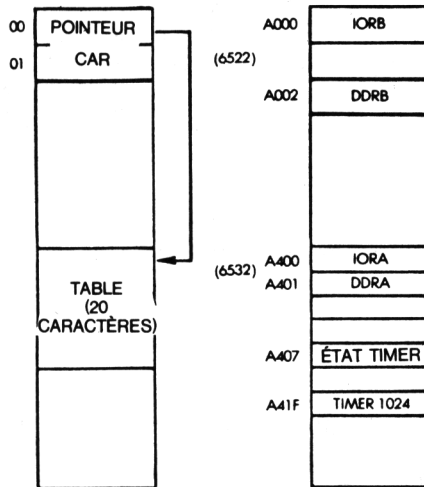 00 POINTEUR
01 CAR
TABLE
(20
CARACTÈRES)
A000 IORB
(6522)
A002 DDRB
(6532) A400 IORA
A401 DDRA
A407 ÉTAT TIMER
A41F TIMER 1024